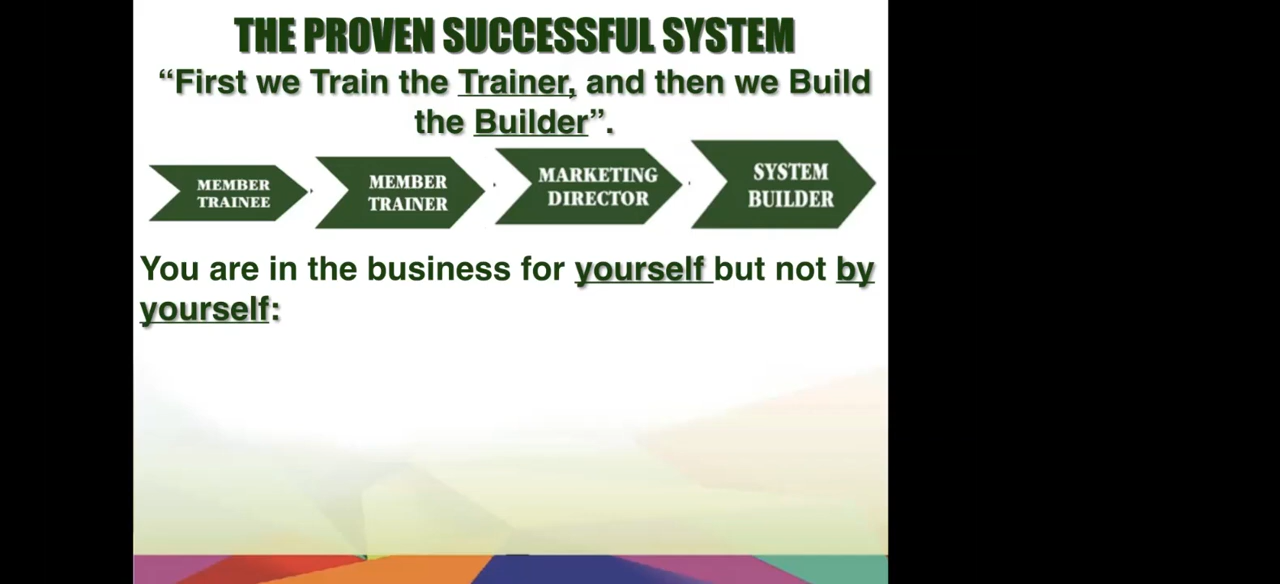 THE PROVEN SUCCESSFUL SYSTEM
“First we Train the Trainer, and then we Build
the Builder”.
MEMBER
TRAINEE
MEMBER
TRAINER
MARKETING
DIRECTOR
SYSTEM
BUILDER
You are in the business for yourself but not by
yourself: